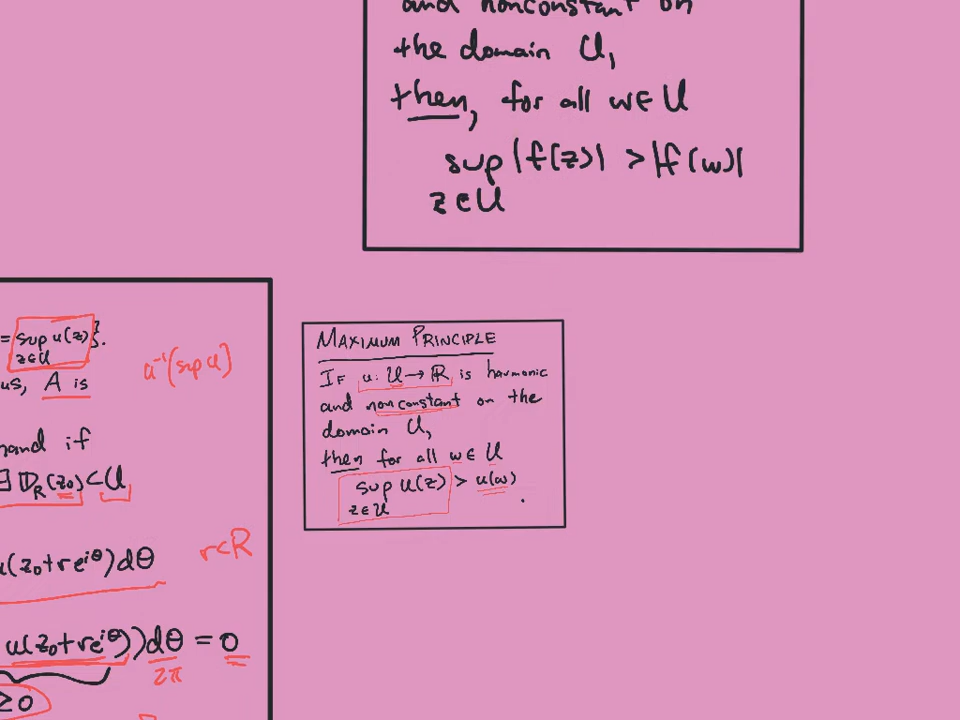 and nonconstant on
the domain U,
then, for all w ∈ U
sup |f(z)| > |f(w)|
z ∈ U
= sup u(z)}.
z∈U
us, A is
u⁻¹(sup u)
mand if
∃ 𝔻_R(z₀) ⊂ U
u(z₀+re^{iθ})dθ
r<R
u(z₀+re^{iθ}))dθ = 0
2π
≥0
MAXIMUM PRINCIPLE
IF u: U → ℝ is harmonic
and nonconstant on the
domain U,
then for all w ∈ U
sup u(z) > u(w)
z∈U